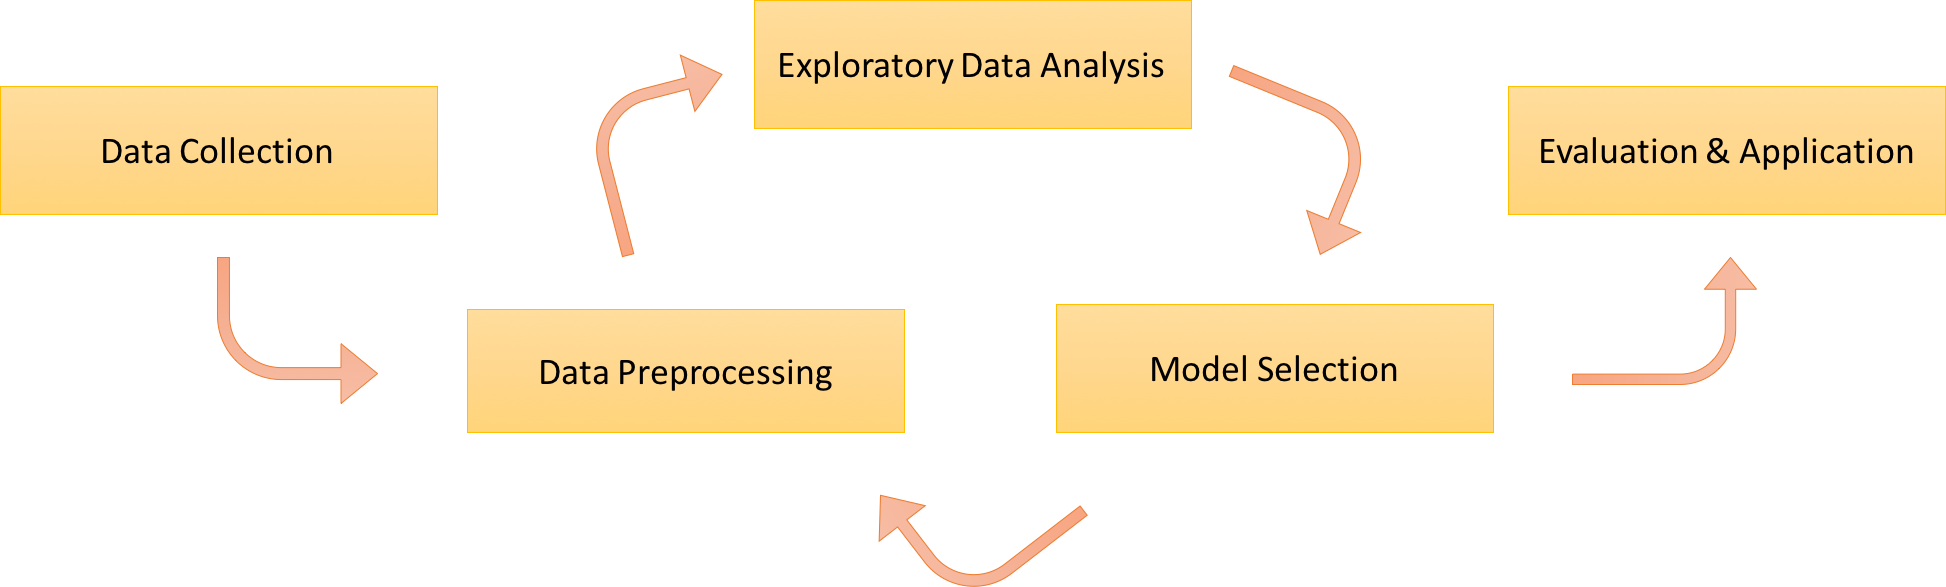 Exploratory Data Analysis
Data Collection
Evaluation & Application
Data Preprocessing
Model Selection